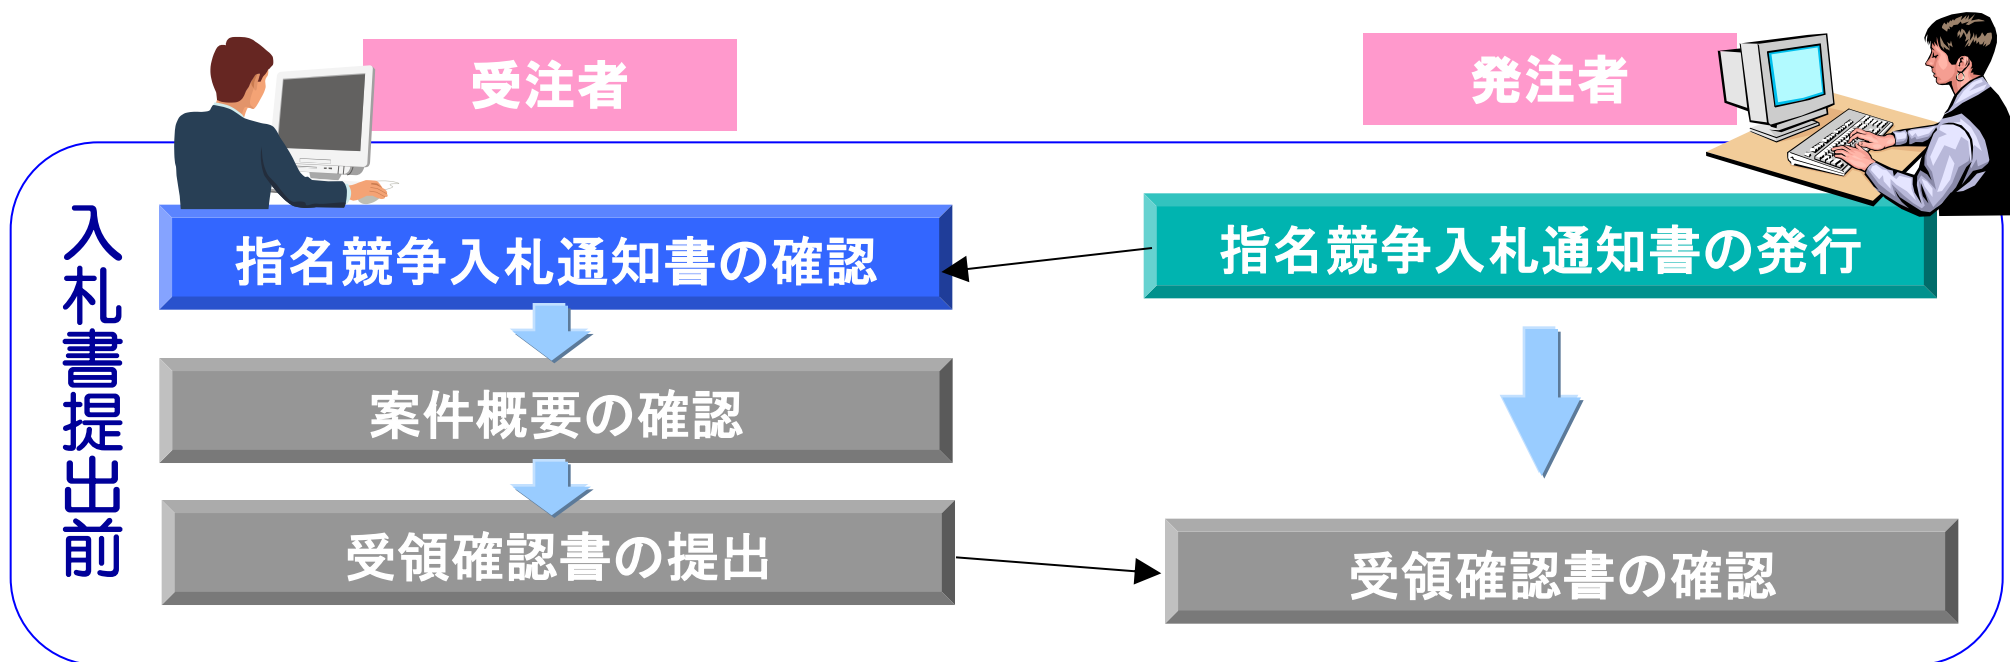 受注者
発注者
入札書提出前
指名競争入札通知書の確認
指名競争入札通知書の発行
案件概要の確認
受領確認書の提出
受領確認書の確認